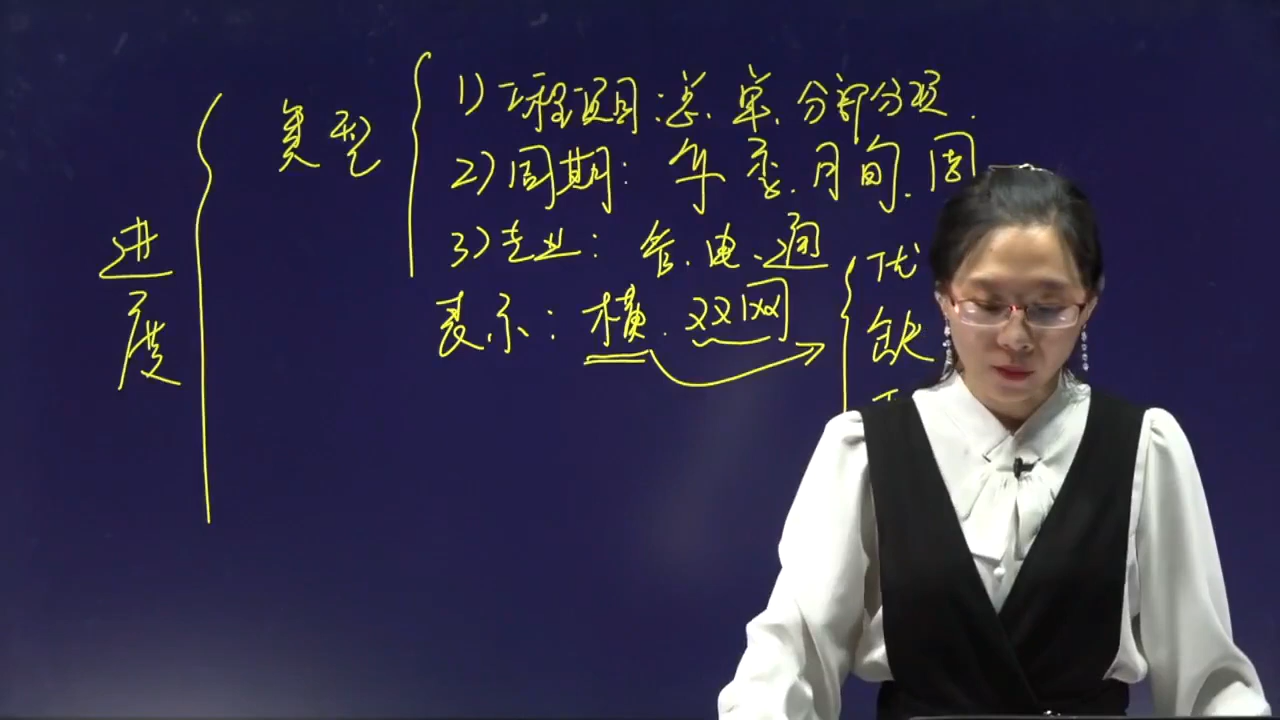 进度
类型
1)工程项目:总、单、分部分项.
2)周期: 年、季、月、旬、周
3)专业: 管、电、通
表示: 横、双网
优
缺